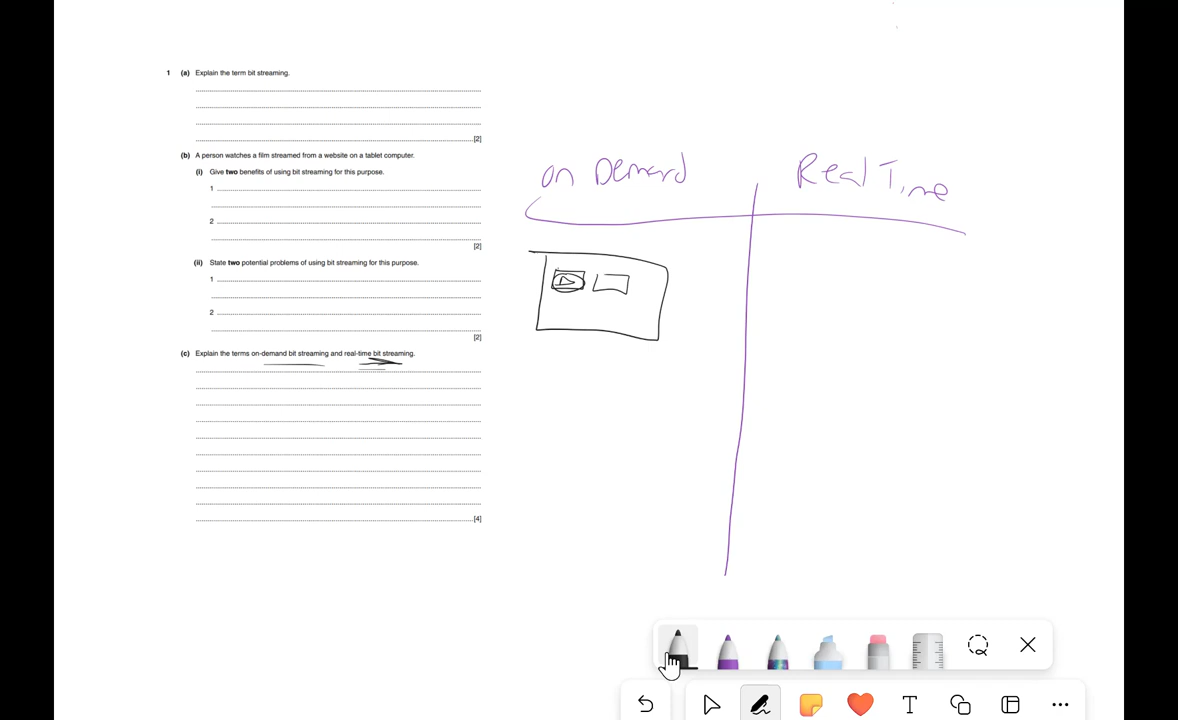 1 (a) Explain the term bit streaming.
[2]
(b) A person watches a film streamed from a website on a tablet computer.
(i) Give two benefits of using bit streaming for this purpose.
1
2
[2]
(ii) State two potential problems of using bit streaming for this purpose.
1
2
[2]
(c) Explain the terms on-demand bit streaming and real-time bit streaming.
[4]
on Demand
Real Time
T